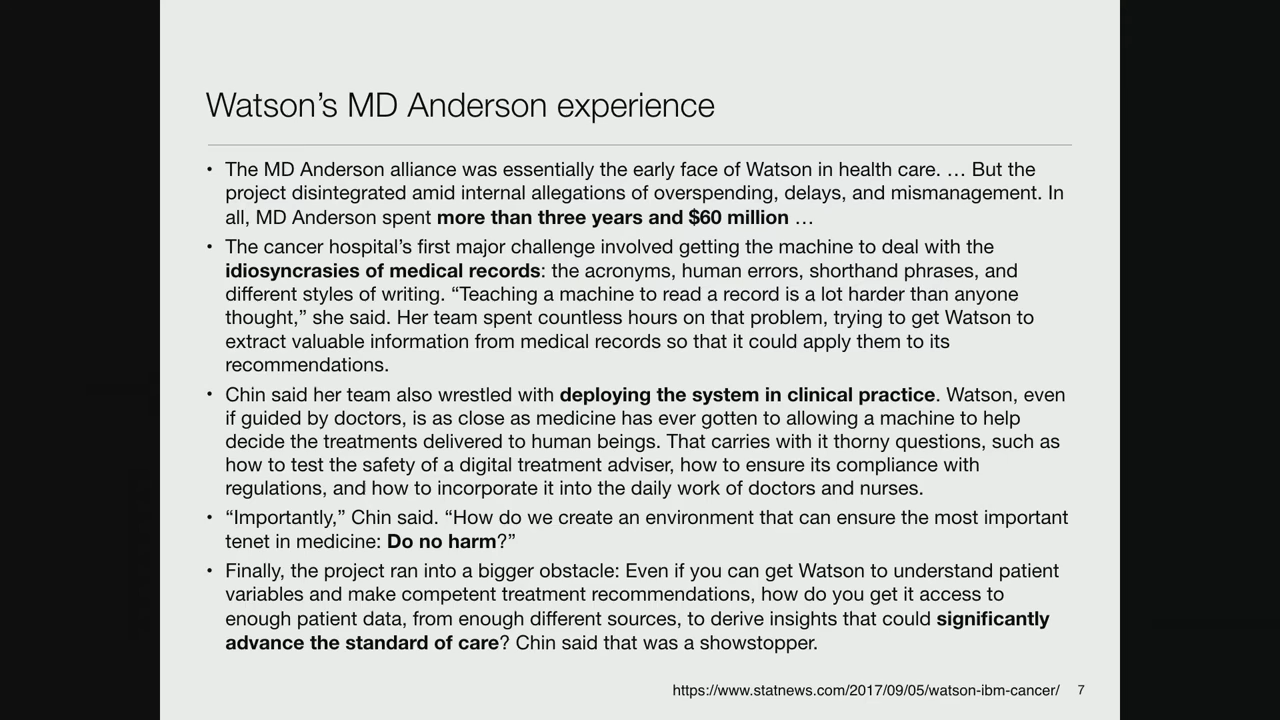 Watson’s MD Anderson experience
• The MD Anderson alliance was essentially the early face of Watson in health care. … But the
project disintegrated amid internal allegations of overspending, delays, and mismanagement. In
all, MD Anderson spent more than three years and $60 million …
• The cancer hospital’s first major challenge involved getting the machine to deal with the
idiosyncrasies of medical records: the acronyms, human errors, shorthand phrases, and
different styles of writing. “Teaching a machine to read a record is a lot harder than anyone
thought,” she said. Her team spent countless hours on that problem, trying to get Watson to
extract valuable information from medical records so that it could apply them to its
recommendations.
• Chin said her team also wrestled with deploying the system in clinical practice. Watson, even
if guided by doctors, is as close as medicine has ever gotten to allowing a machine to help
decide the treatments delivered to human beings. That carries with it thorny questions, such as
how to test the safety of a digital treatment adviser, how to ensure its compliance with
regulations, and how to incorporate it into the daily work of doctors and nurses.
• “Importantly,” Chin said. “How do we create an environment that can ensure the most important
tenet in medicine: Do no harm?”
• Finally, the project ran into a bigger obstacle: Even if you can get Watson to understand patient
variables and make competent treatment recommendations, how do you get it access to
enough patient data, from enough different sources, to derive insights that could significantly
advance the standard of care? Chin said that was a showstopper.
https://www.statnews.com/2017/09/05/watson-ibm-cancer/ 7